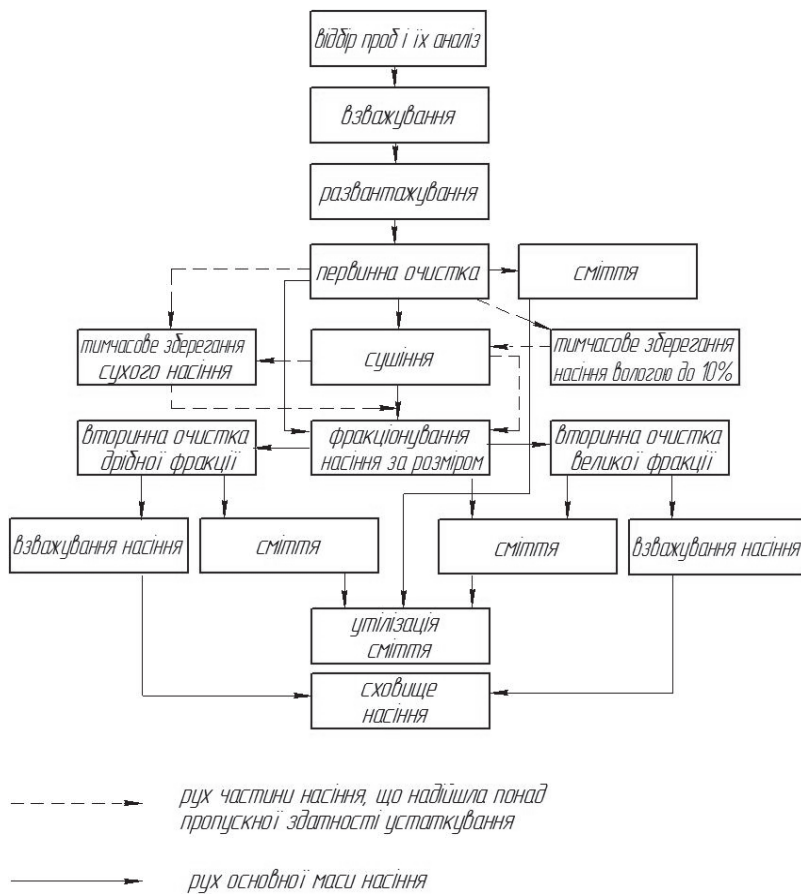 відбір проб і їх аналіз
взважування
развантажування
первинна очистка
сміття
тимчасове зберегання
сухого насіння
сушіння
тимчасове зберегання
насіння вологою до 10%
вторинна очистка
дрібної фракції
фракціонування
насіння за розміром
вторинна очистка
великої фракції
взважування насіння
сміття
сміття
взважування насіння
утілізація
сміття
сховище
насіння
рух частини насіння, що надійшла понад
пропускної здатності устаткування
рух основної маси насіння